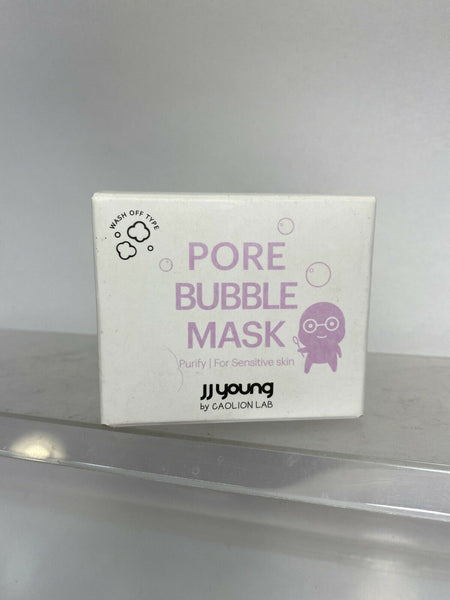 WASH OFF TYPE
PORE
BUBBLE
MASK
Purify | For Sensitive skin
jj young
by CAOLION LAB